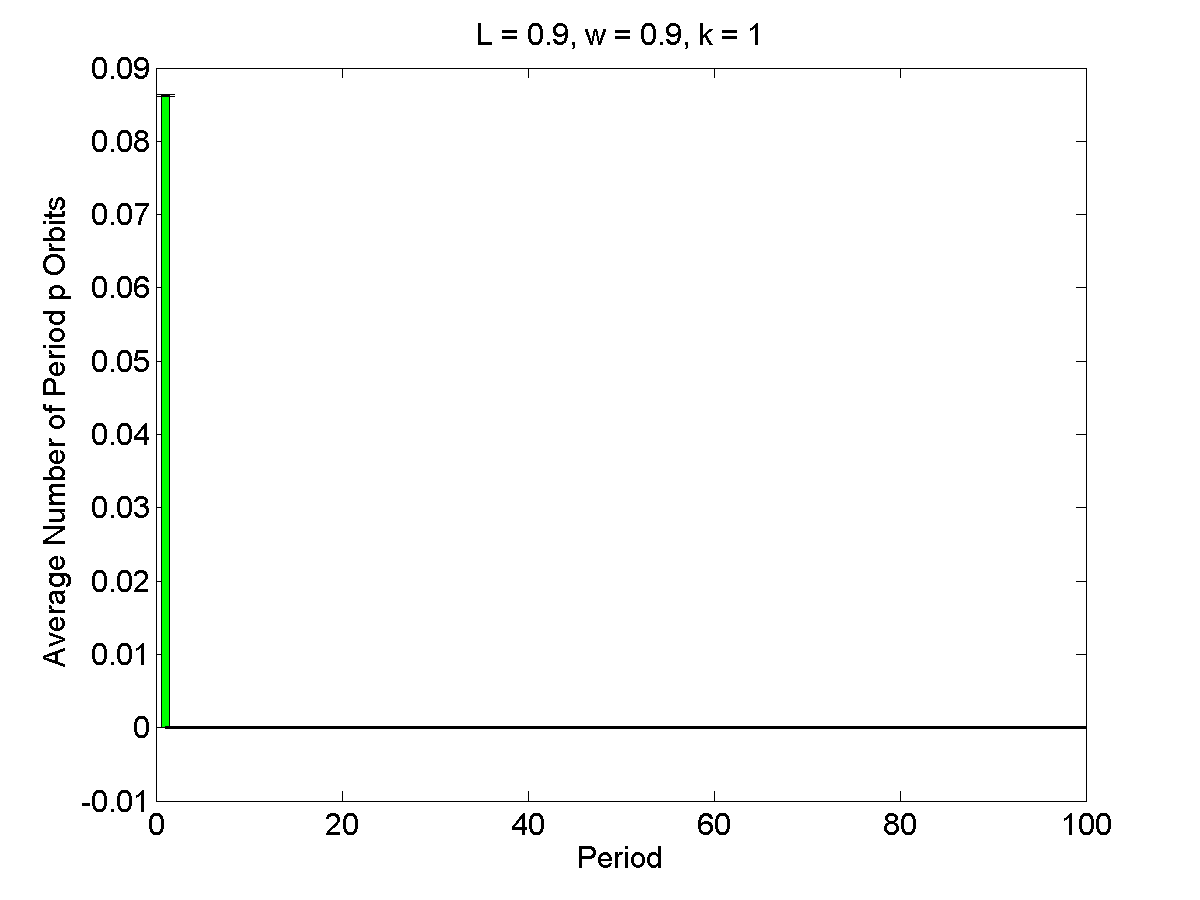 L = 0.9, w = 0.9, k = 1
Average Number of Period p Orbits
0.09
0.08
0.07
0.06
0.05
0.04
0.03
0.02
0.01
0
-0.01
0 20 40 60 80 100
Period